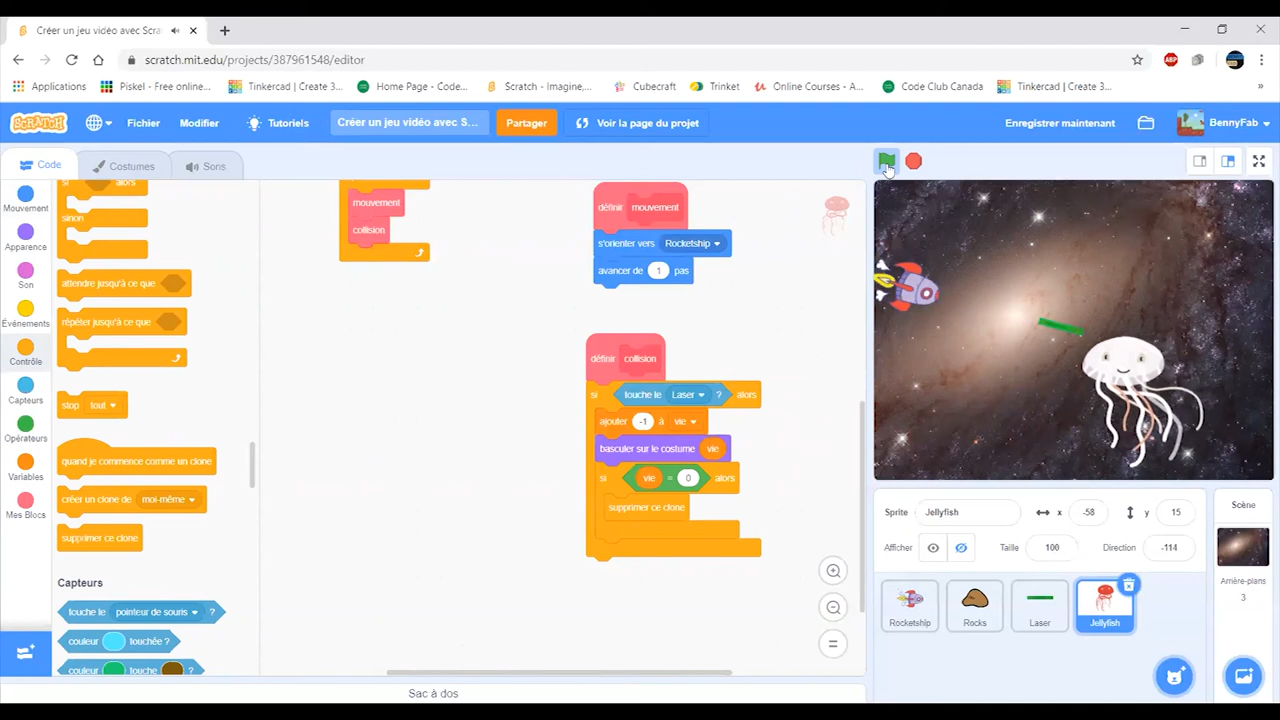 Créer un jeu vidéo avec Scra
scratch.mit.edu/projects/387961548/editor
Applications Piskel - Free onlin... Tinkercad | Create 3... Home Page - Code... Scratch - Imagine,... Cubecraft Trinket Online Courses - A... Code Club Canada Tinkercad | Create 3... »
SCRATCH Fichier Modifier Tutoriels Créer un jeu vidéo avec S... Partager Voir la page du projet Enregistrer maintenant BennyFab
Code Costumes Sons
Mouvement
Apparence
Son
Événements
Contrôle
Capteurs
Opérateurs
Variables
Mes Blocs
si alors
sinon
attendre jusqu'à ce que
répéter jusqu'à ce que
stop tout
quand je commence comme un clone
créer un clone de moi-même
supprimer ce clone
Capteurs
touche le pointeur de souris ?
couleur touchée ?
couleur touche ?
mouvement
collision
définir mouvement
s'orienter vers Rocketship
avancer de 1 pas
définir collision
si touche le Laser ? alors
ajouter -1 à vie
basculer sur le costume vie
si vie = 0 alors
supprimer ce clone
Sac à dos
Sprite Jellyfish x -58 y 15
Afficher Taille 100 Direction -114
Rocketship Rocks Laser Jellyfish
Scène
Arrière-plans
3